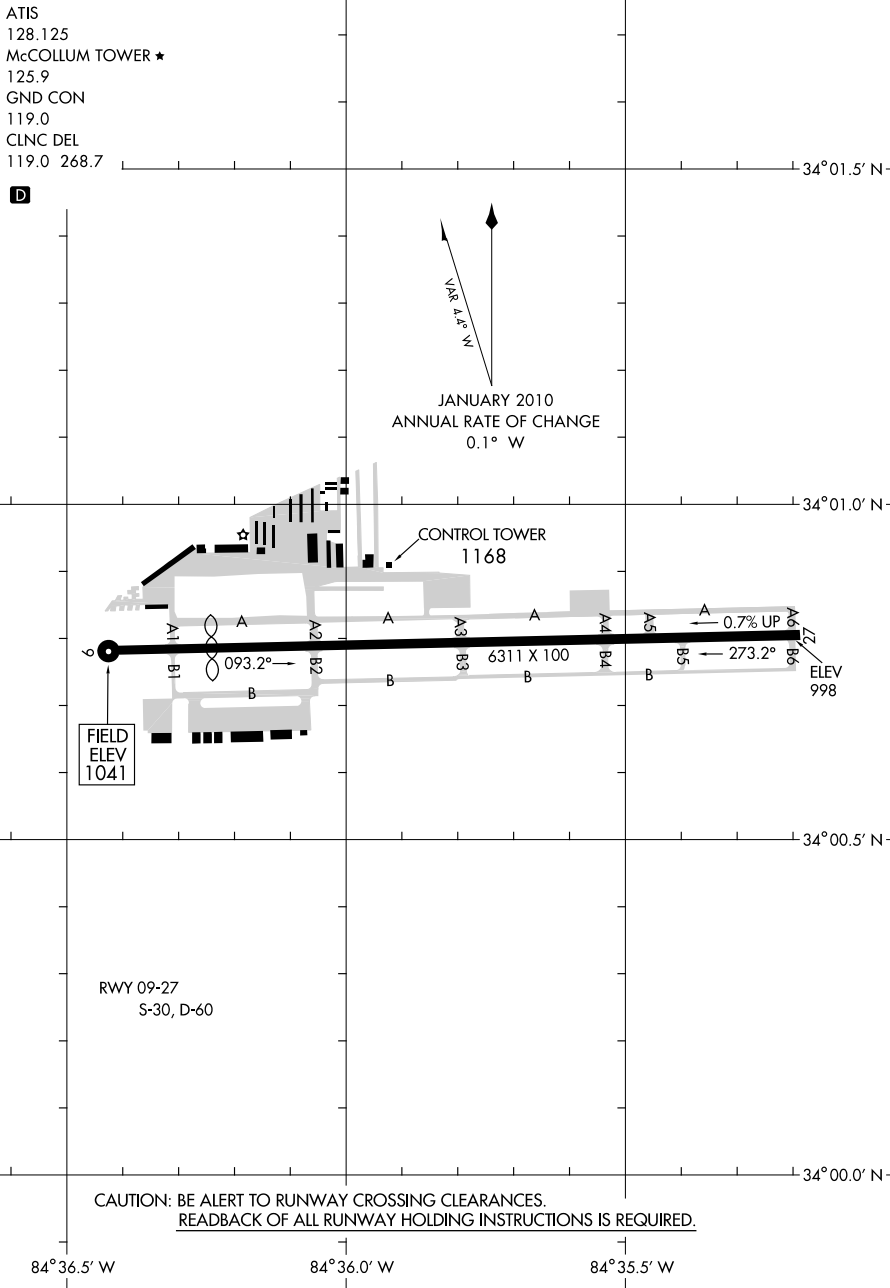 ATIS
128.125
McCOLLUM TOWER ★
125.9
GND CON
119.0
CLNC DEL
119.0 268.7
D
34°01.5' N
VAR 4.4° W
JANUARY 2010
ANNUAL RATE OF CHANGE
0.1° W
34°01.0' N
CONTROL TOWER
1168
A
A
A
A
A1
A2
A3
A4
A5
A6
0.7% UP
9
27
093.2°
6311 X 100
273.2°
B1
B2
B3
B4
B5
B6
B
B
B
B
ELEV
998
FIELD
ELEV
1041
34°00.5' N
RWY 09-27
S-30, D-60
34°00.0' N
CAUTION: BE ALERT TO RUNWAY CROSSING CLEARANCES.
READBACK OF ALL RUNWAY HOLDING INSTRUCTIONS IS REQUIRED.
84°36.5' W
84°36.0' W
84°35.5' W